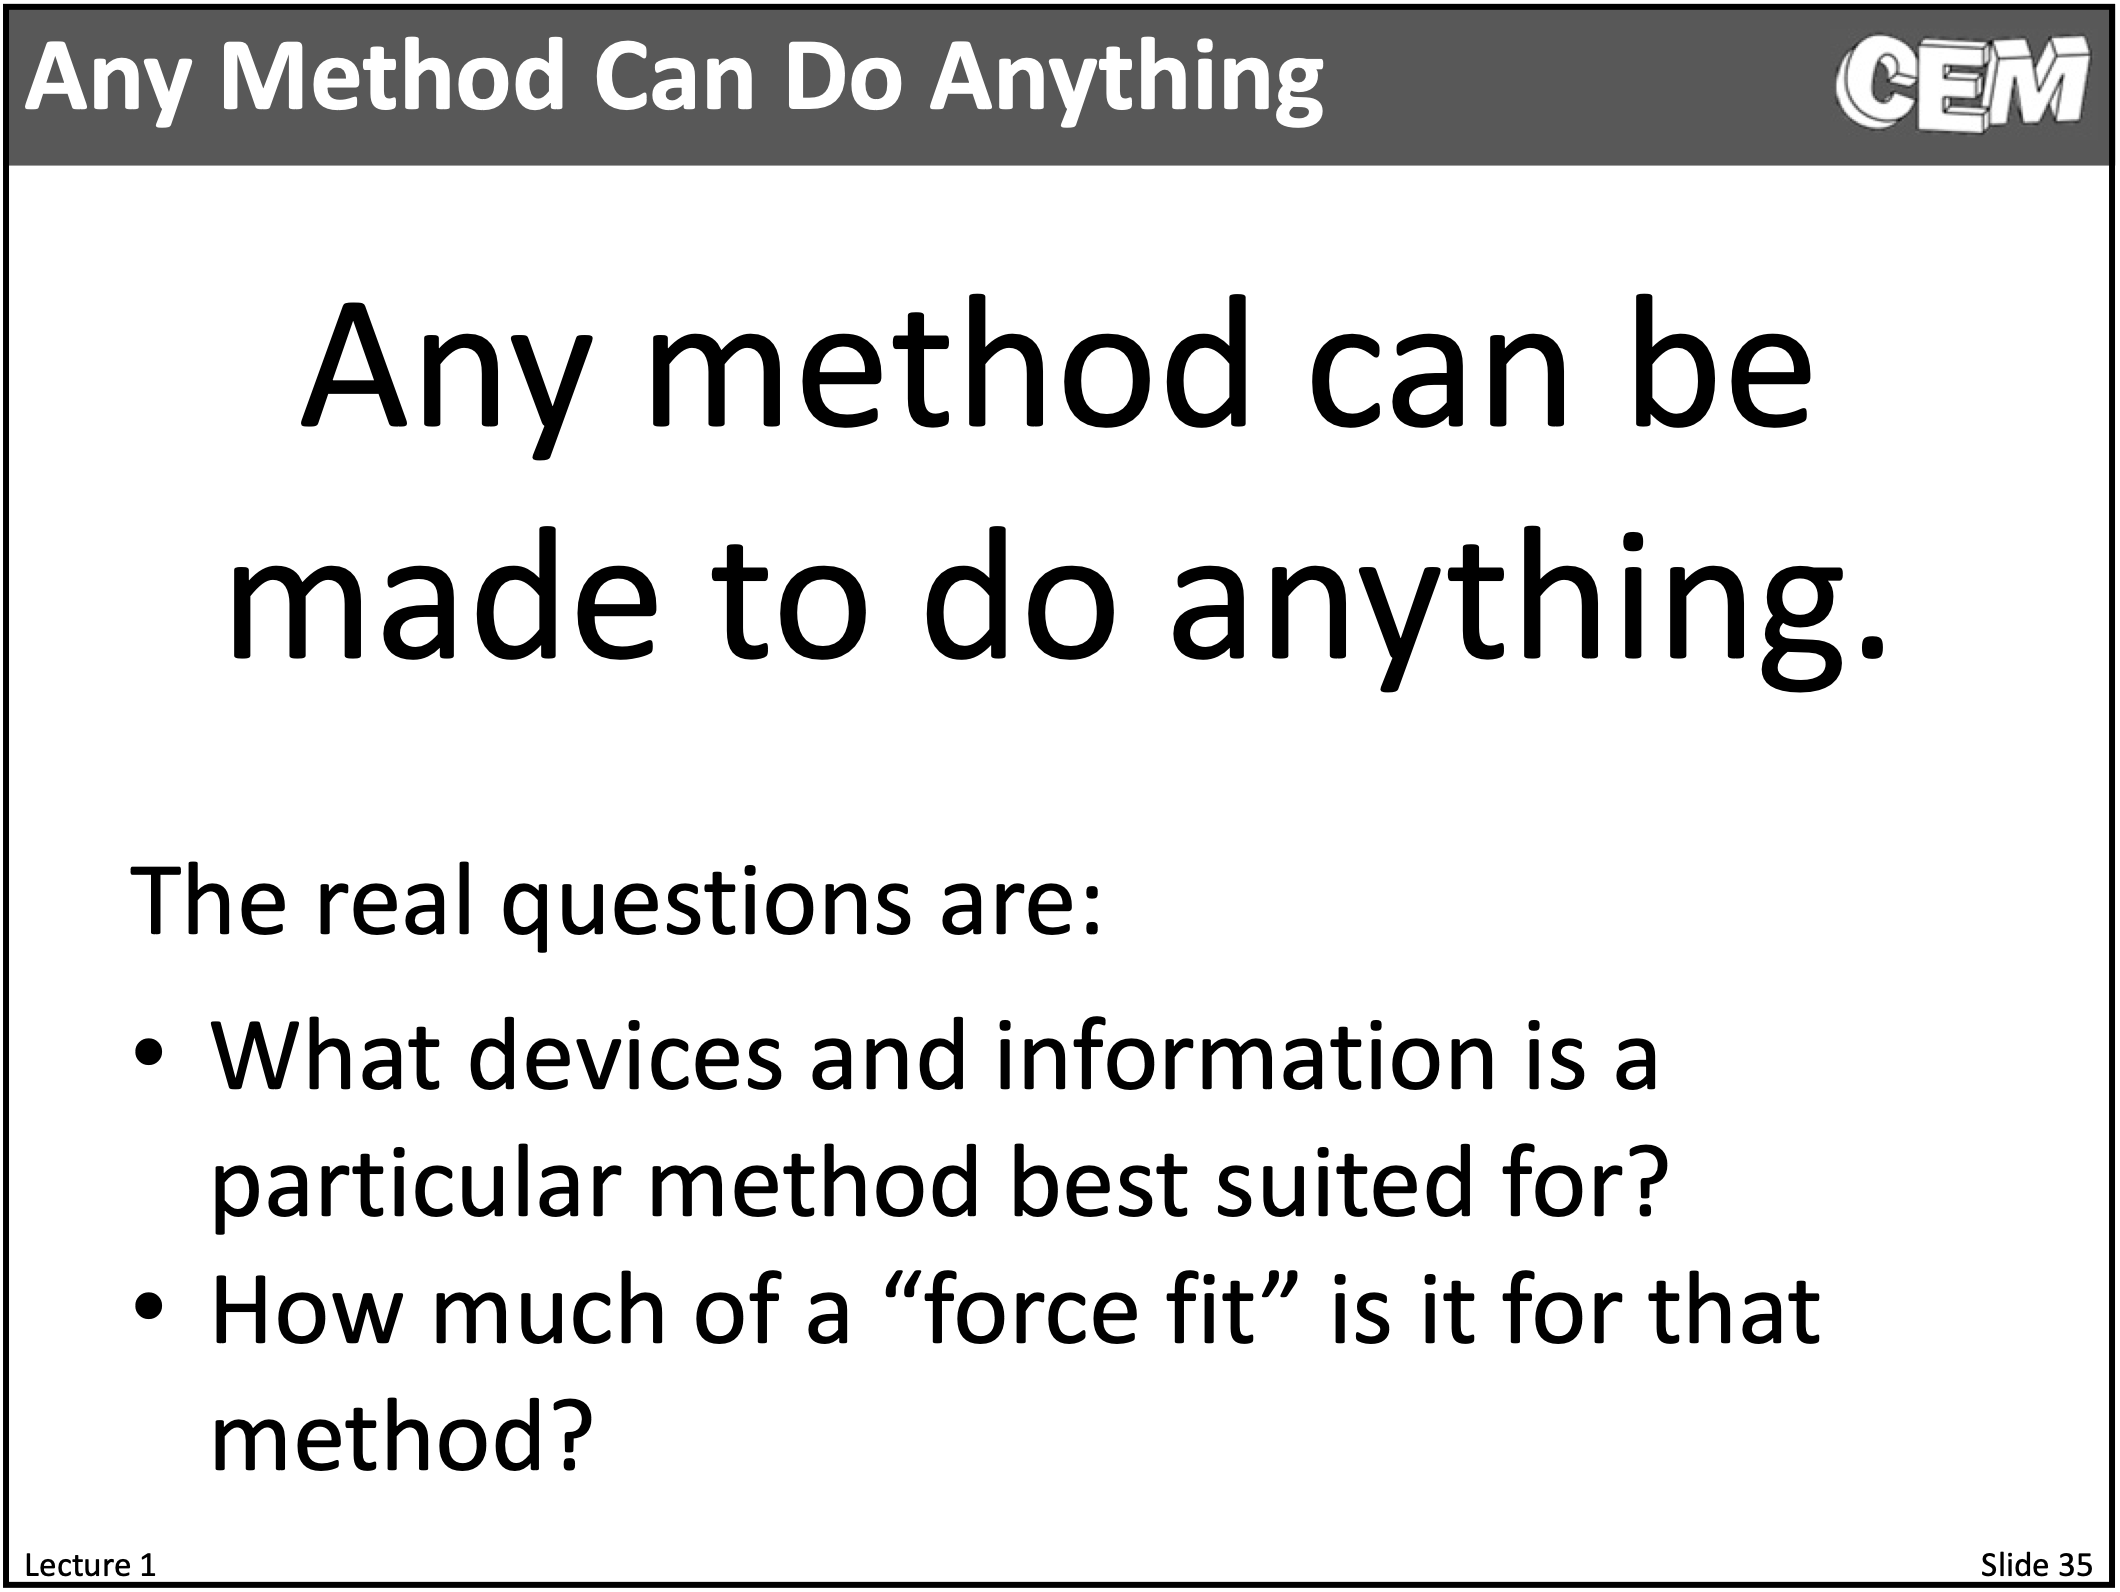 Any Method Can Do Anything
CEM
Any method can be
made to do anything.
The real questions are:
• What devices and information is a
particular method best suited for?
• How much of a “force fit” is it for that
method?
Lecture 1
Slide 35